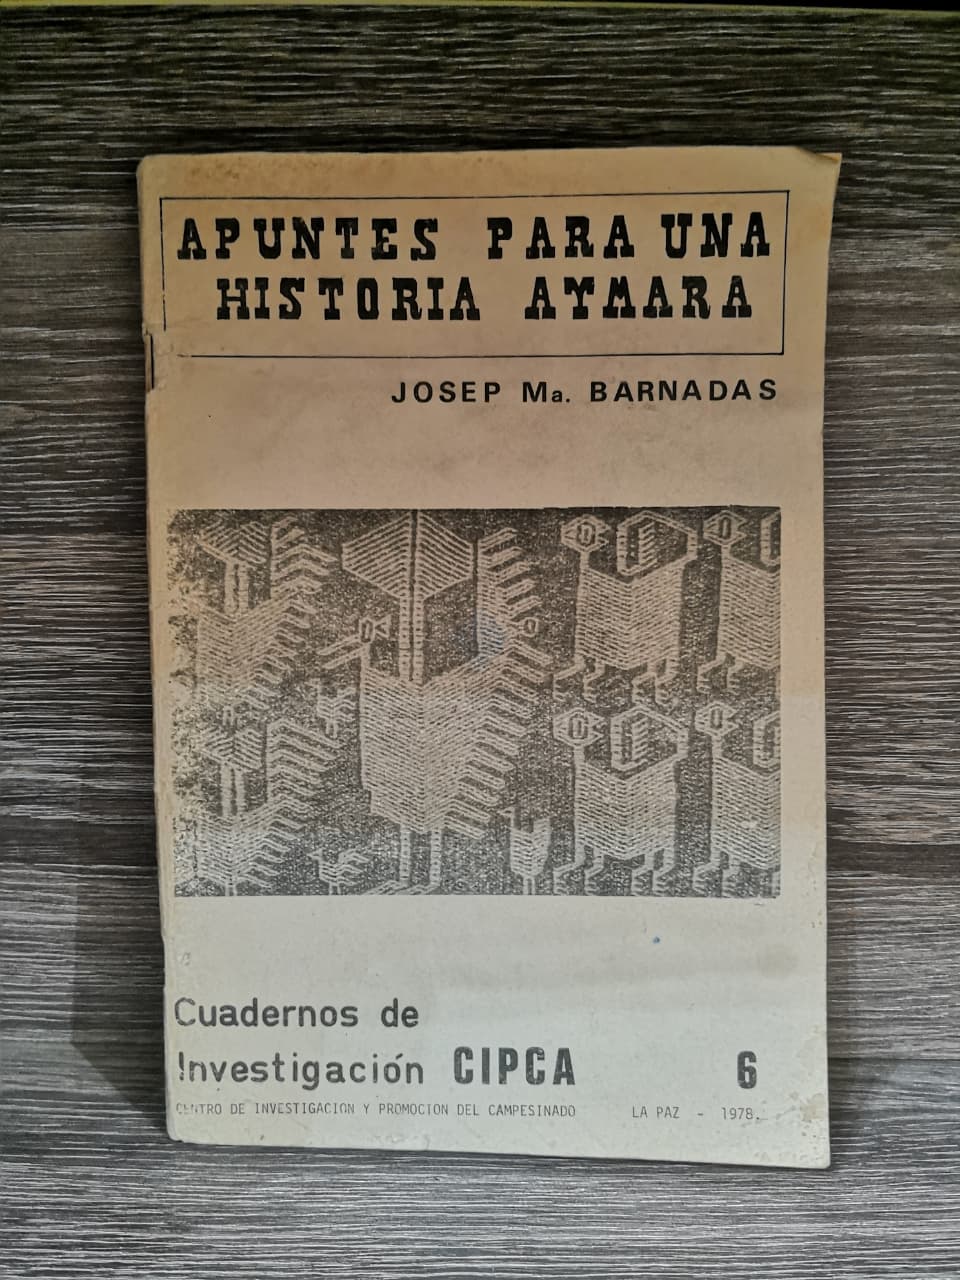 APUNTES PARA UNA
HISTORIA AYMARA
JOSEP Ma. BARNADAS
Cuadernos de
Investigación CIPCA 6
CENTRO DE INVESTIGACION Y PROMOCION DEL CAMPESINADO LA PAZ - 1978.